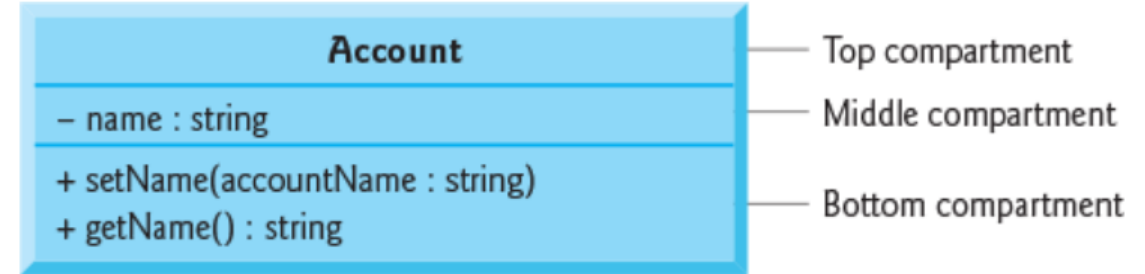 Account
Top compartment
– name : string
Middle compartment
+ setName(accountName : string)
+ getName() : string
Bottom compartment